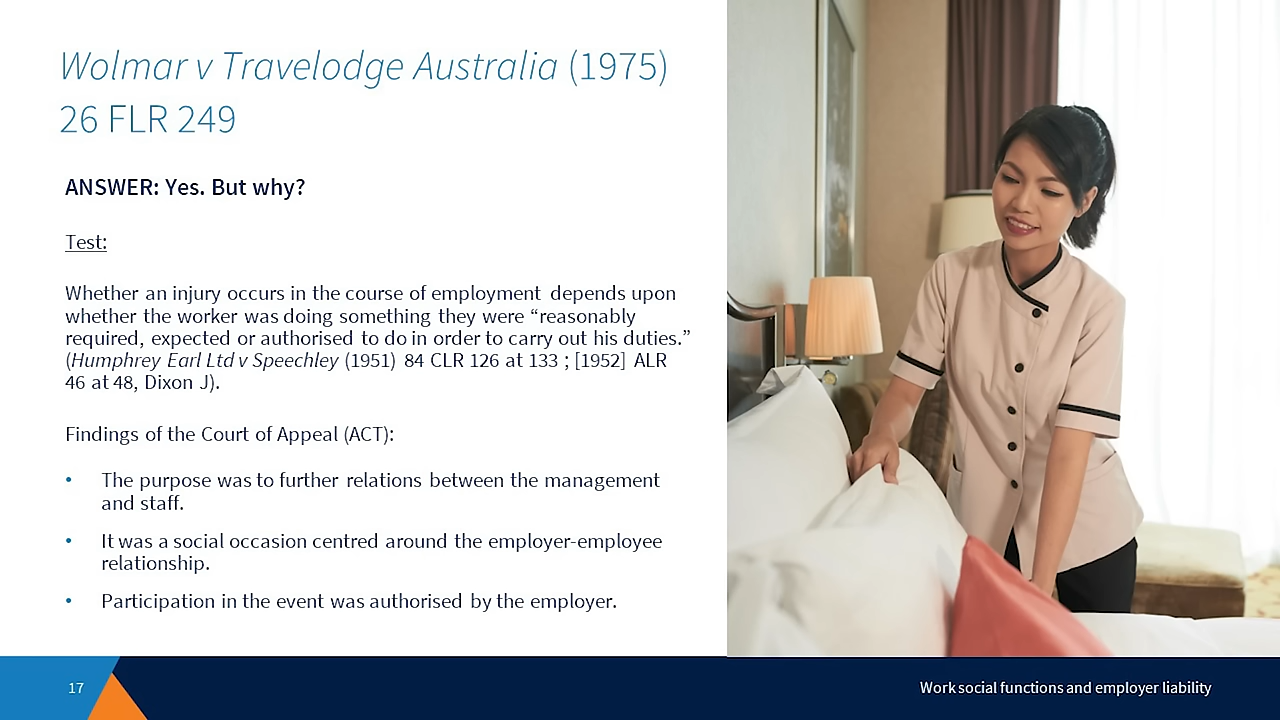 Wolmar v Travelodge Australia (1975)
26 FLR 249
ANSWER: Yes. But why?
Test:
Whether an injury occurs in the course of employment depends upon
whether the worker was doing something they were “reasonably
required, expected or authorised to do in order to carry out his duties.”
(Humphrey Earl Ltd v Speechley (1951) 84 CLR 126 at 133 ; [1952] ALR
46 at 48, Dixon J).
Findings of the Court of Appeal (ACT):
• The purpose was to further relations between the management
and staff.
• It was a social occasion centred around the employer-employee
relationship.
• Participation in the event was authorised by the employer.
17
Work social functions and employer liability